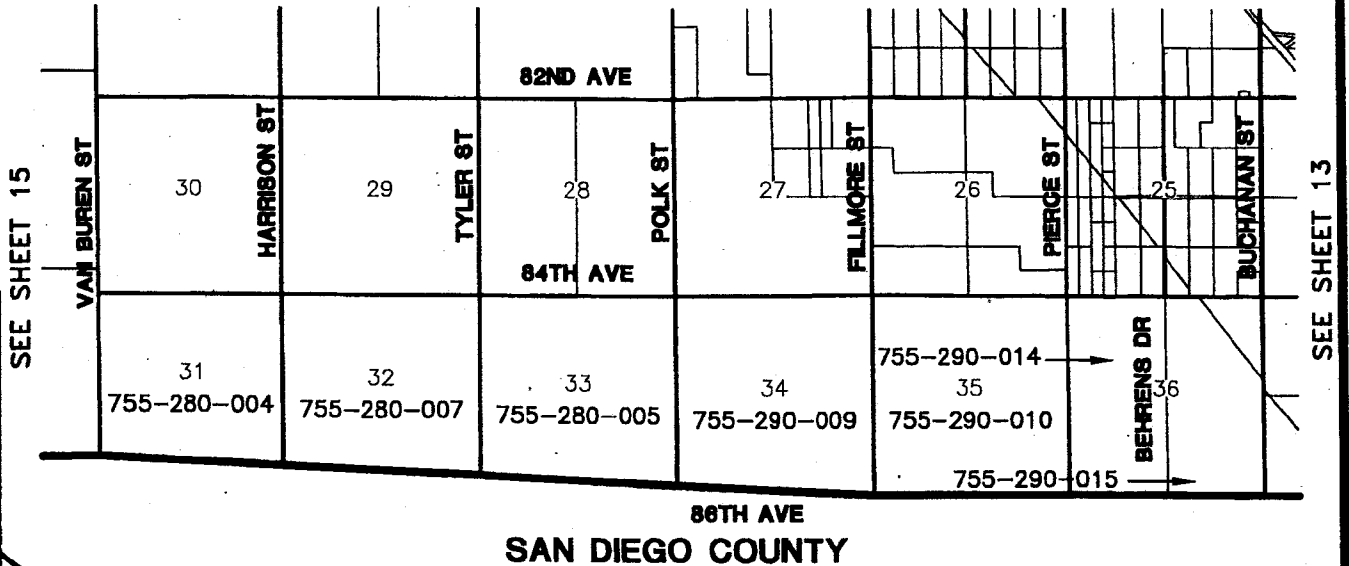 82ND AVE
SEE SHEET 15
VAN BUREN ST
30
HARRISON ST
29
TYLER ST
28
POLK ST
27
FILLMORE ST
26
PIERCE ST
25
BUCHANAN ST
SEE SHEET 13
84TH AVE
31
755-280-004
32
755-280-007
33
755-280-005
34
755-290-009
755-290-014
35
755-290-010
BEHRENS DR
36
755-290-015
86TH AVE
SAN DIEGO COUNTY